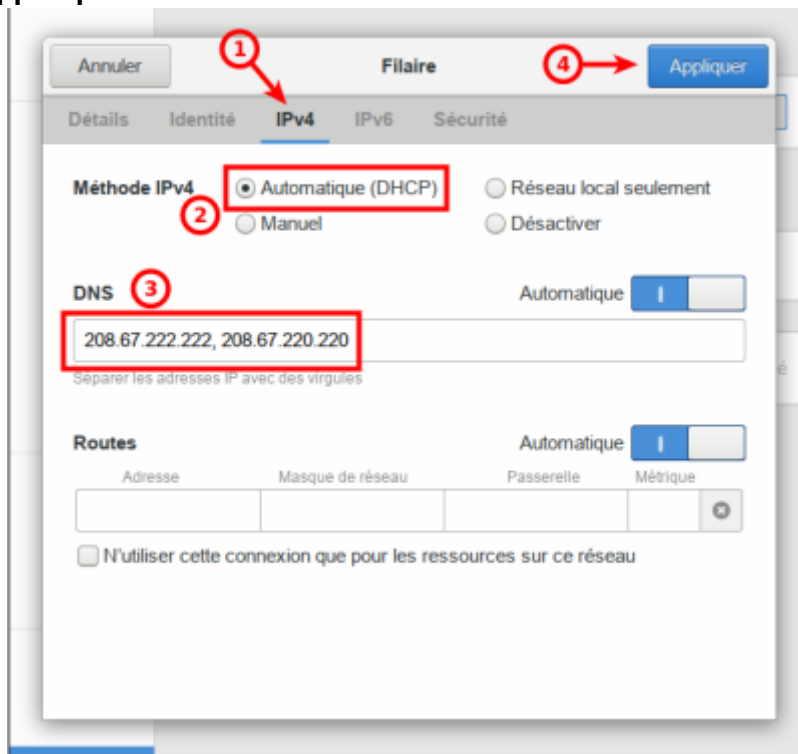 Annuler 1 Filaire 4 Appliquer
Détails Identité IPv4 IPv6 Sécurité
Méthode IPv4 Automatique (DHCP) Réseau local seulement
2 Manuel Désactiver
DNS 3 Automatique
208.67.222.222, 208.67.220.220
Séparer les adresses IP avec des virgules
Routes Automatique
Adresse Masque de réseau Passerelle Métrique
N'utiliser cette connexion que pour les ressources sur ce réseau